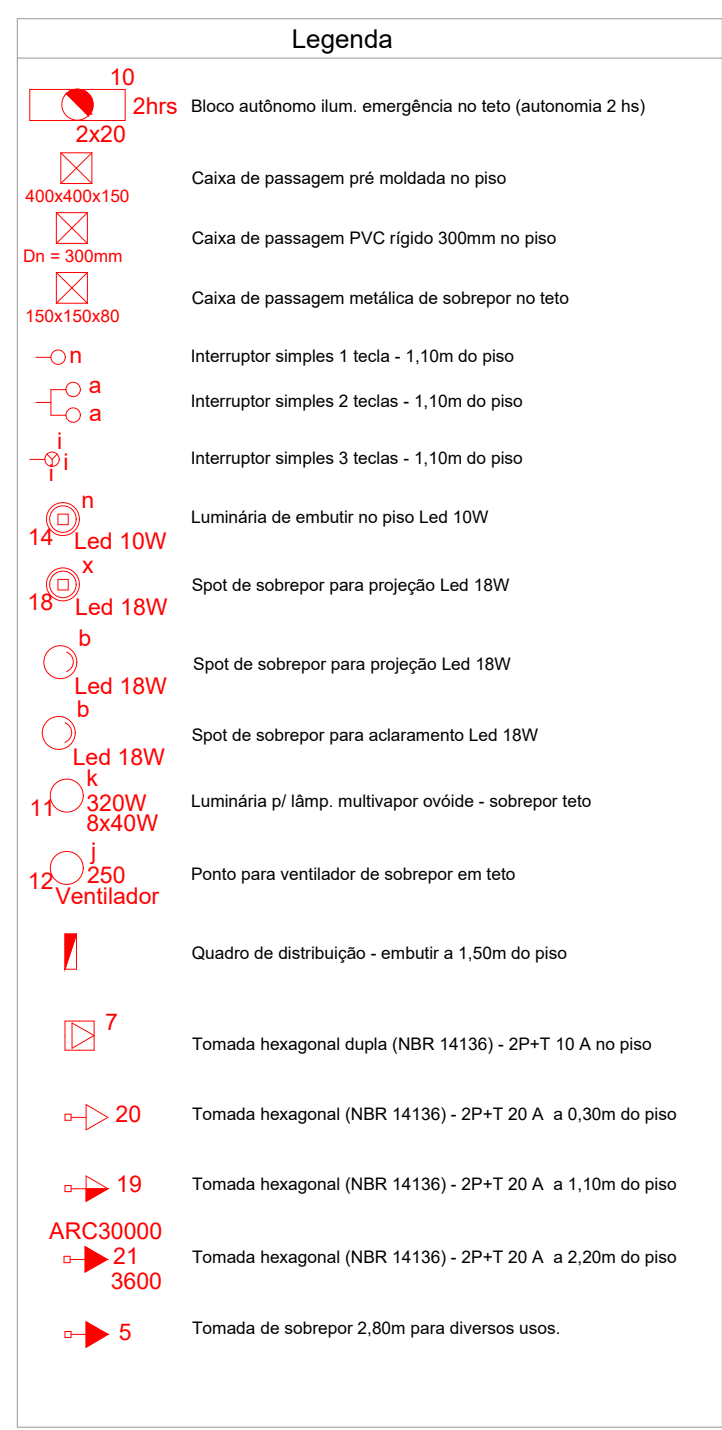 Legenda
10
2hrs Bloco autônomo ilum. emergência no teto (autonomia 2 hs)
2x20
Caixa de passagem pré moldada no piso
400x400x150
Caixa de passagem PVC rígido 300mm no piso
Dn = 300mm
Caixa de passagem metálica de sobrepor no teto
150x150x80
n Interruptor simples 1 tecla - 1,10m do piso
a
Interruptor simples 2 teclas - 1,10m do piso
a
i
i Interruptor simples 3 teclas - 1,10m do piso
i
n
Luminária de embutir no piso Led 10W
14 Led 10W
x
Spot de sobrepor para projeção Led 18W
18 Led 18W
b
Spot de sobrepor para projeção Led 18W
Led 18W
b
Spot de sobrepor para aclaramento Led 18W
Led 18W
k
11 320W Luminária p/ lâmp. multivapor ovóide - sobrepor teto
8x40W
j
12 250 Ponto para ventilador de sobrepor em teto
Ventilador
Quadro de distribuição - embutir a 1,50m do piso
7
Tomada hexagonal dupla (NBR 14136) - 2P+T 10 A no piso
20 Tomada hexagonal (NBR 14136) - 2P+T 20 A a 0,30m do piso
19 Tomada hexagonal (NBR 14136) - 2P+T 20 A a 1,10m do piso
ARC30000
21 Tomada hexagonal (NBR 14136) - 2P+T 20 A a 2,20m do piso
3600
5 Tomada de sobrepor 2,80m para diversos usos.